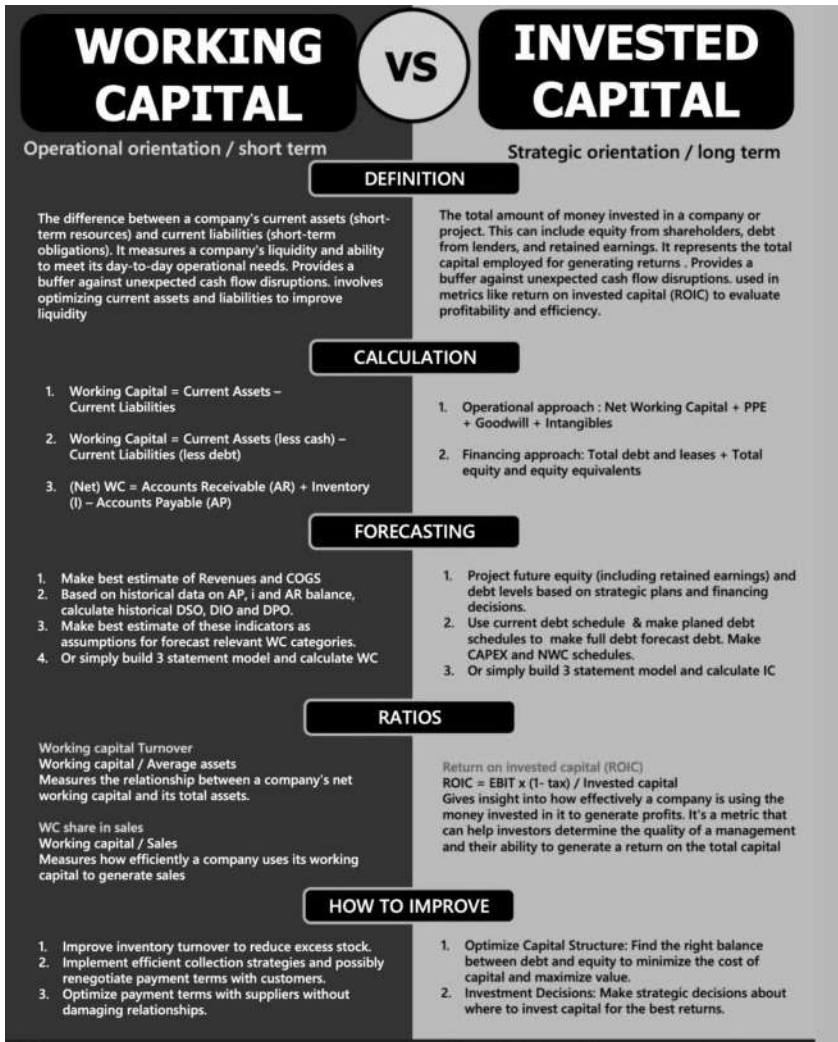 WORKING
CAPITAL
VS
INVESTED
CAPITAL
Operational orientation / short term
Strategic orientation / long term
DEFINITION
The difference between a company's current assets (short-
term resources) and current liabilities (short-term
obligations). It measures a company's liquidity and ability
to meet its day-to-day operational needs. Provides a
buffer against unexpected cash flow disruptions. involves
optimizing current assets and liabilities to improve
liquidity
The total amount of money invested in a company or
project. This can include equity from shareholders, debt
from lenders, and retained earnings. It represents the total
capital employed for generating returns . Provides a
buffer against unexpected cash flow disruptions. used in
metrics like return on invested capital (ROIC) to evaluate
profitability and efficiency.
CALCULATION
1. Working Capital = Current Assets –
Current Liabilities
2. Working Capital = Current Assets (less cash) –
Current Liabilities (less debt)
3. (Net) WC = Accounts Receivable (AR) + Inventory
(I) – Accounts Payable (AP)
1. Operational approach : Net Working Capital + PPE
+ Goodwill + Intangibles
2. Financing approach: Total debt and leases + Total
equity and equity equivalents
FORECASTING
1. Make best estimate of Revenues and COGS
2. Based on historical data on AP, i and AR balance,
calculate historical DSO, DIO and DPO.
3. Make best estimate of these indicators as
assumptions for forecast relevant WC categories.
4. Or simply build 3 statement model and calculate WC
1. Project future equity (including retained earnings) and
debt levels based on strategic plans and financing
decisions.
2. Use current debt schedule & make planed debt
schedules to make full debt forecast debt. Make
CAPEX and NWC schedules.
3. Or simply build 3 statement model and calculate IC
RATIOS
Working capital Turnover
Working capital / Average assets
Measures the relationship between a company's net
working capital and its total assets.
WC share in sales
Working capital / Sales
Measures how efficiently a company uses its working
capital to generate sales
Return on invested capital (ROIC)
ROIC = EBIT x (1- tax) / Invested capital
Gives insight into how effectively a company is using the
money invested in it to generate profits. It's a metric that
can help investors determine the quality of a management
and their ability to generate a return on the total capital
HOW TO IMPROVE
1. Improve inventory turnover to reduce excess stock.
2. Implement efficient collection strategies and possibly
renegotiate payment terms with customers.
3. Optimize payment terms with suppliers without
damaging relationships.
1. Optimize Capital Structure: Find the right balance
between debt and equity to minimize the cost of
capital and maximize value.
2. Investment Decisions: Make strategic decisions about
where to invest capital for the best returns.